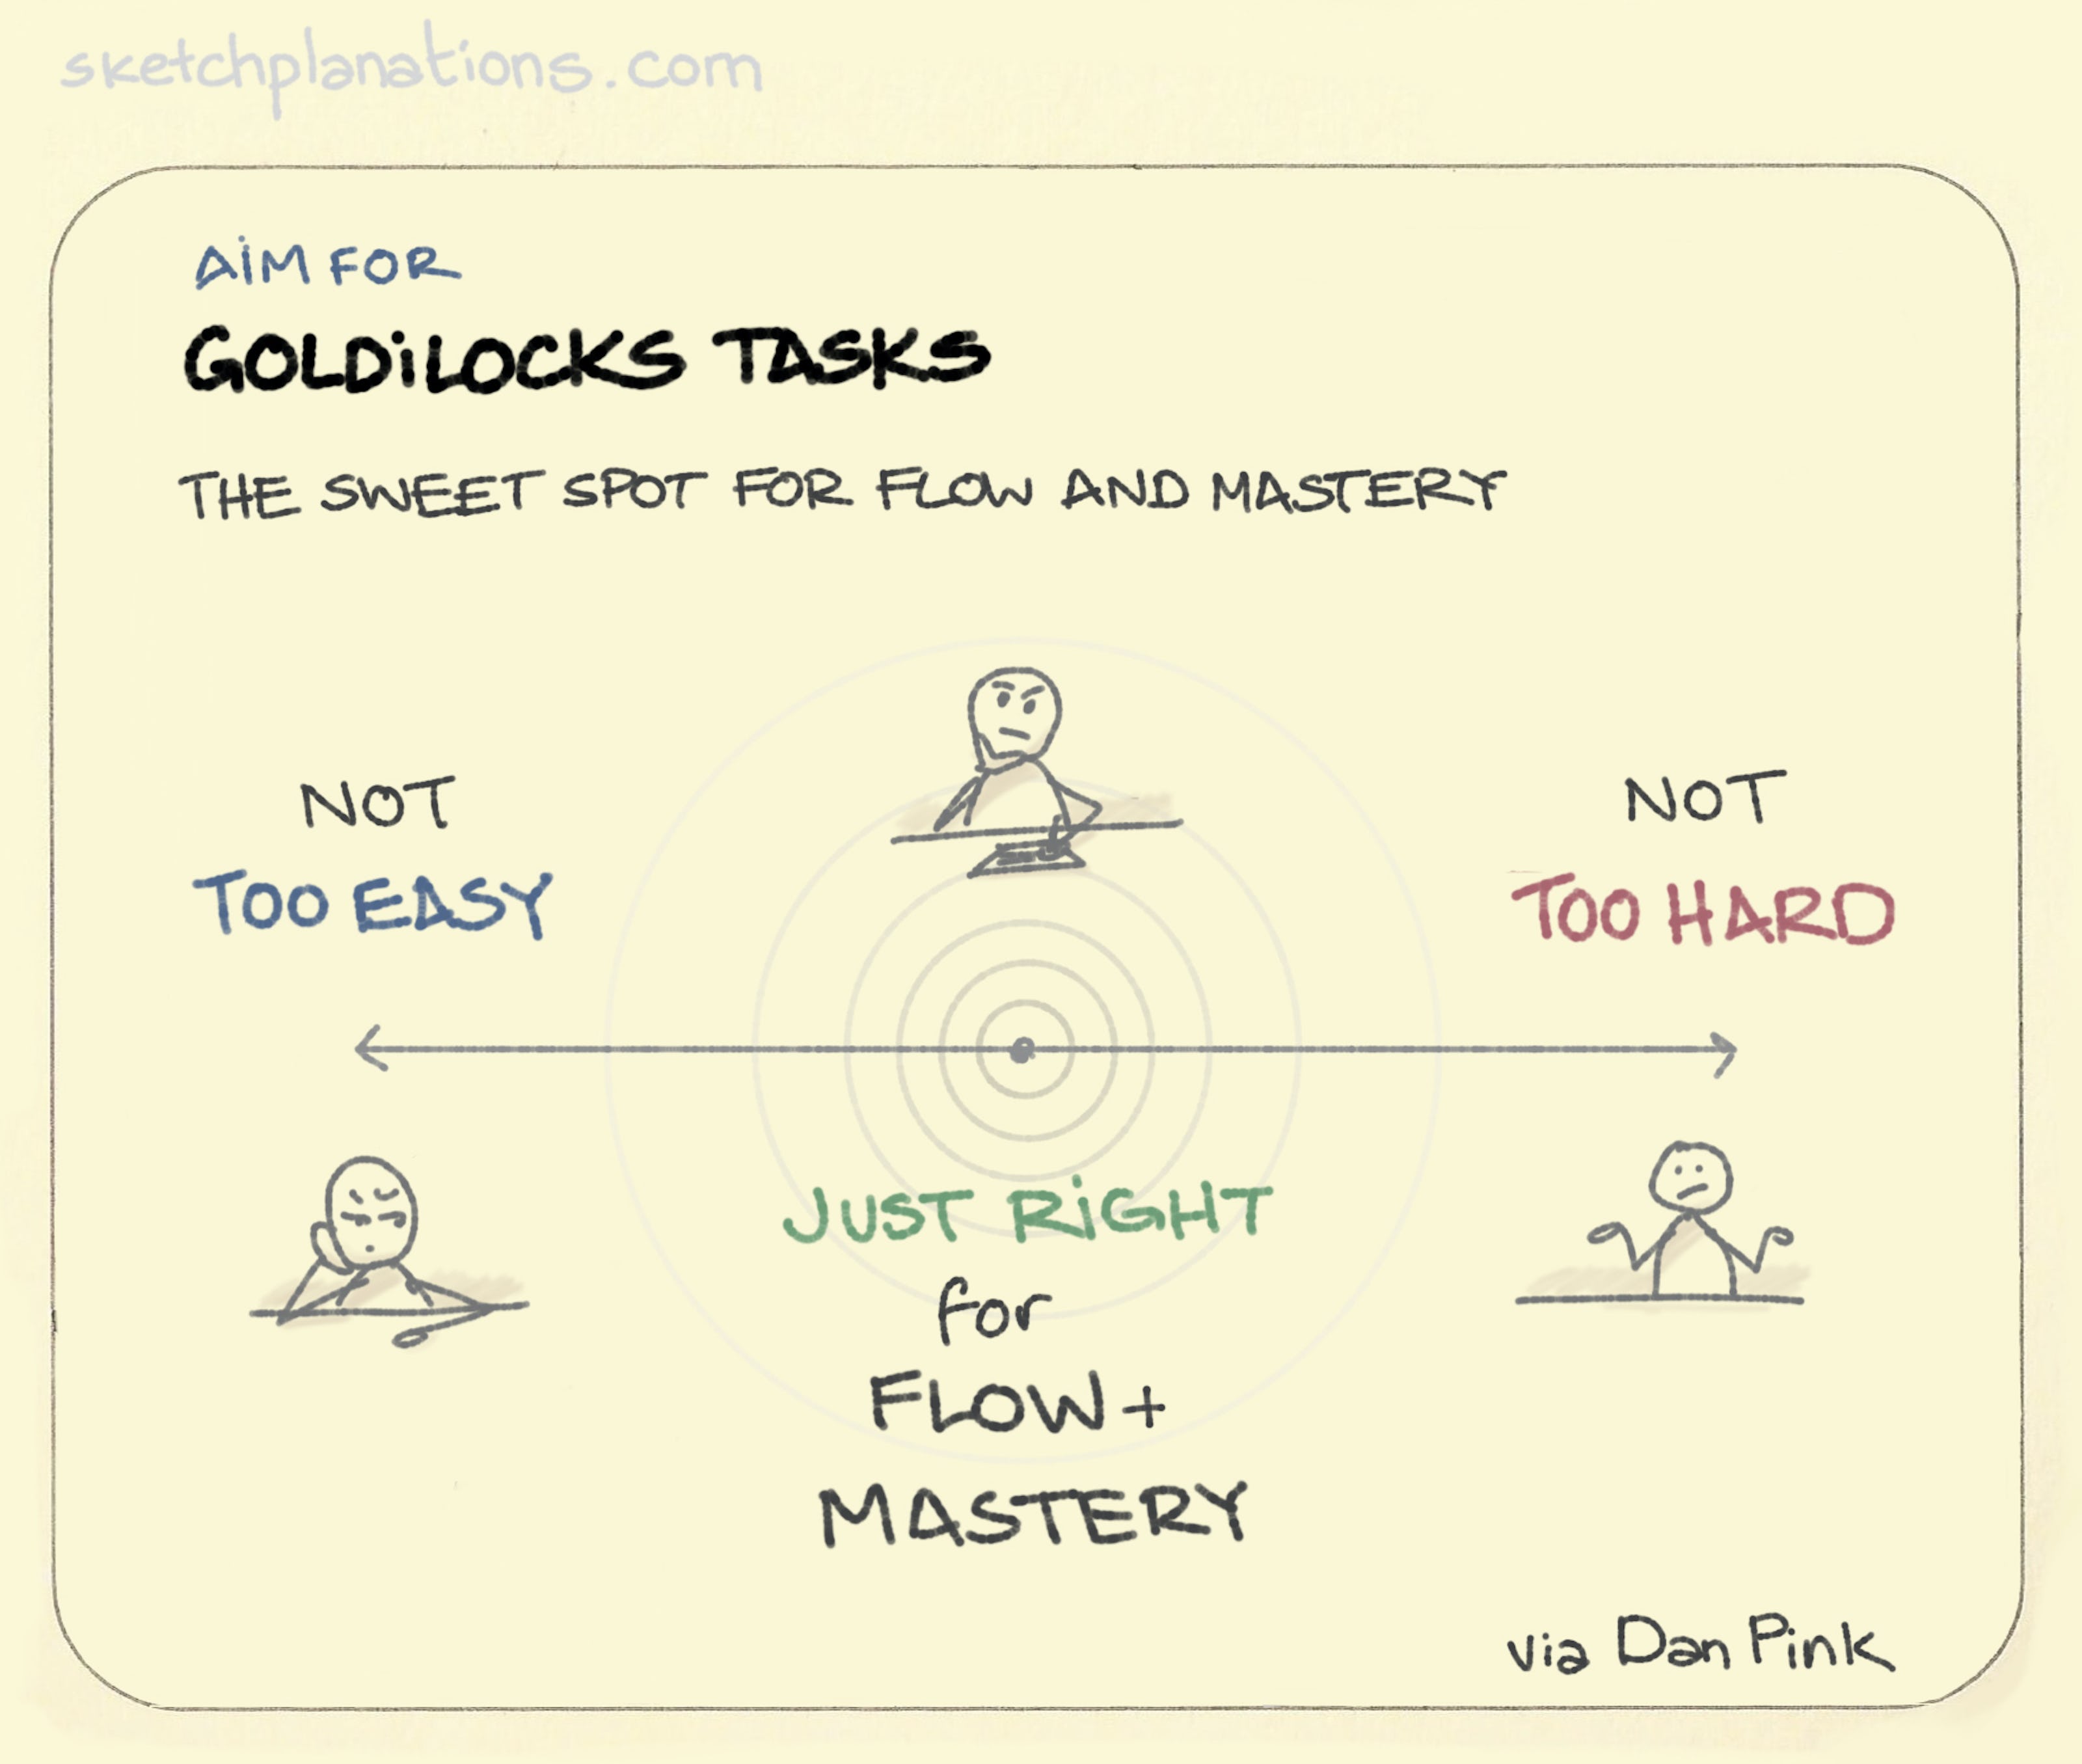 sketchplanations.com
AiM FOR
GOLDiLOCKS TASKS
THE SWEET SPOT FOR FLOW AND MASTERY
NOT
TOO EASY
NOT
TOO HARD
JUST RiGHT
for
FLOW +
MASTERY
via Dan Pink